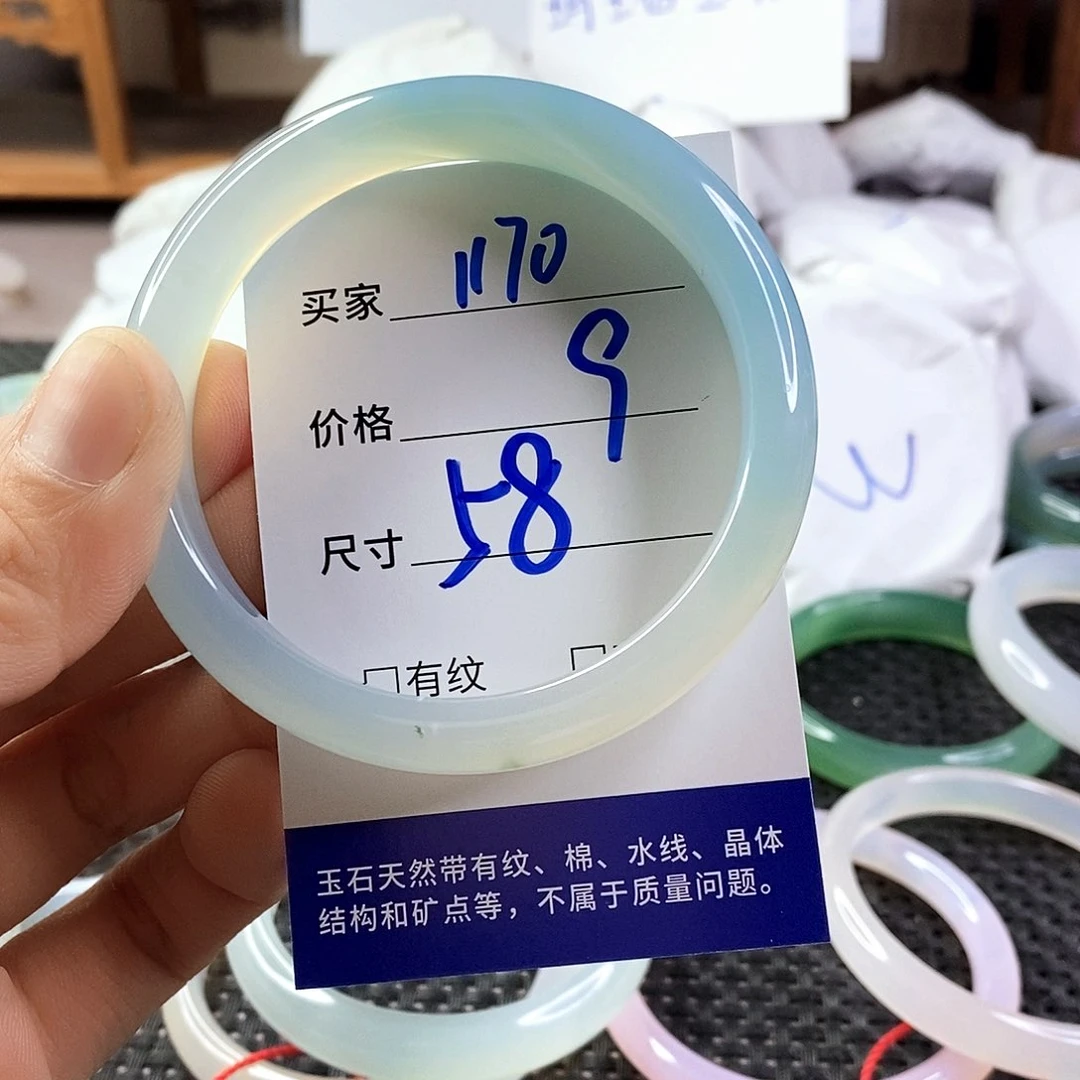 买家 1170
价格 9
尺寸 58
□有纹 □
玉石天然带有纹、棉、水线、晶体
结构和矿点等，不属于质量问题。